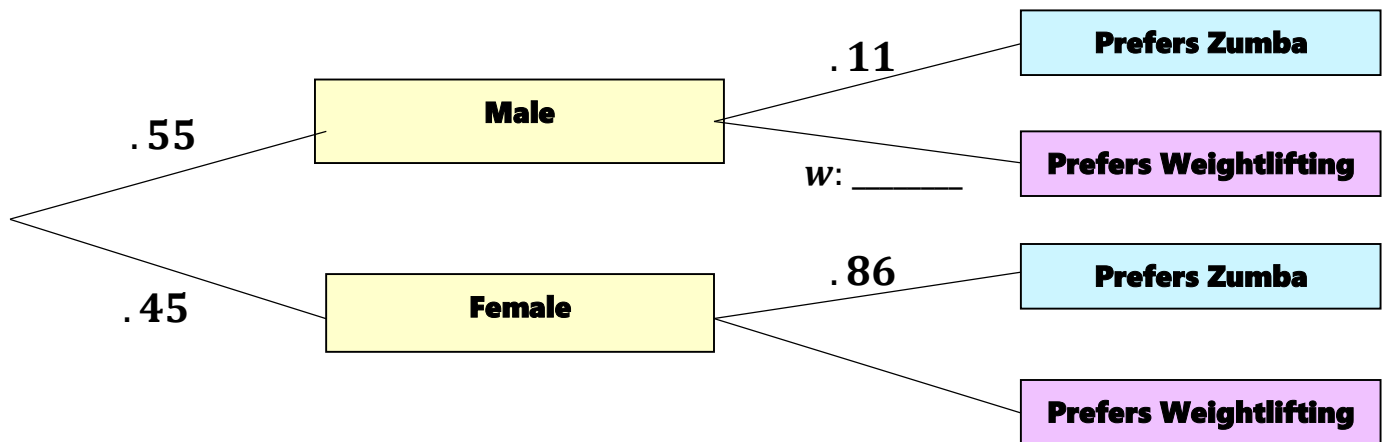 Prefers Zumba
. 11
Male
. 55
Prefers Weightlifting
w: ______
Prefers Zumba
. 86
Female
. 45
Prefers Weightlifting